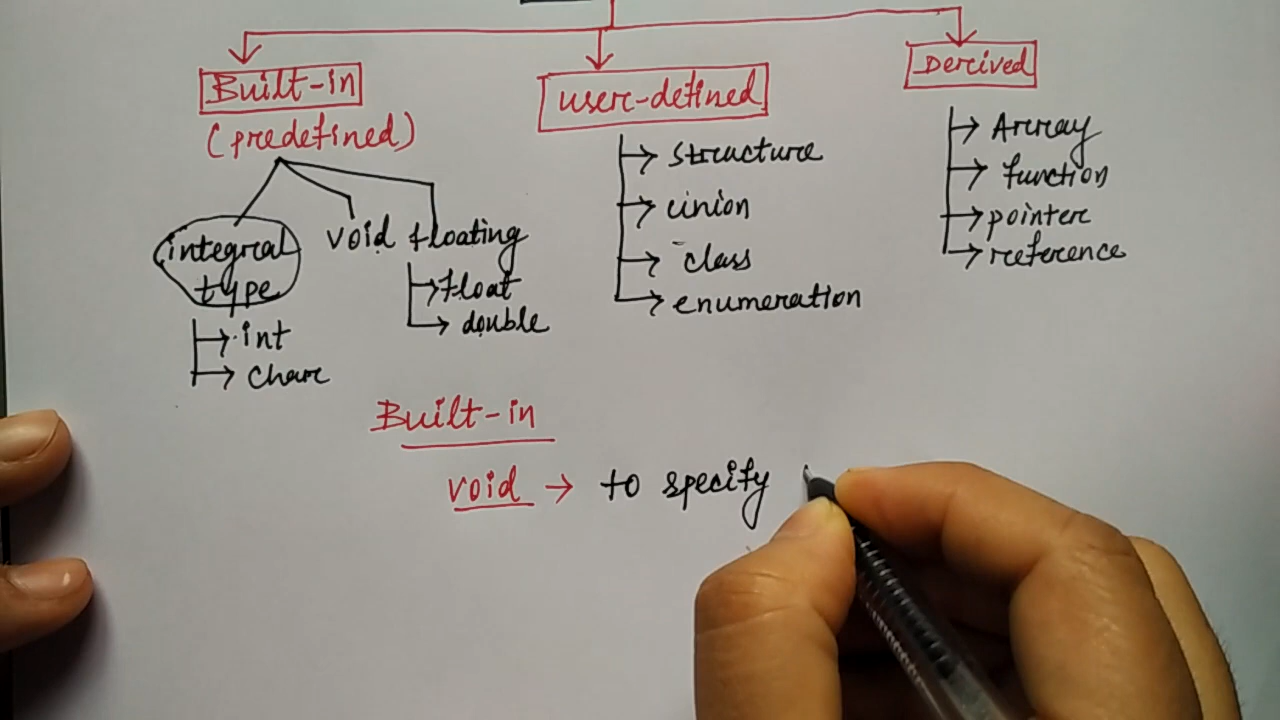 Built-in
(predefined)
integral
type
int
char
void
floating
float
double
user-defined
structure
union
class
enumeration
Derived
Array
function
pointer
reference
Built-in
void → to specify